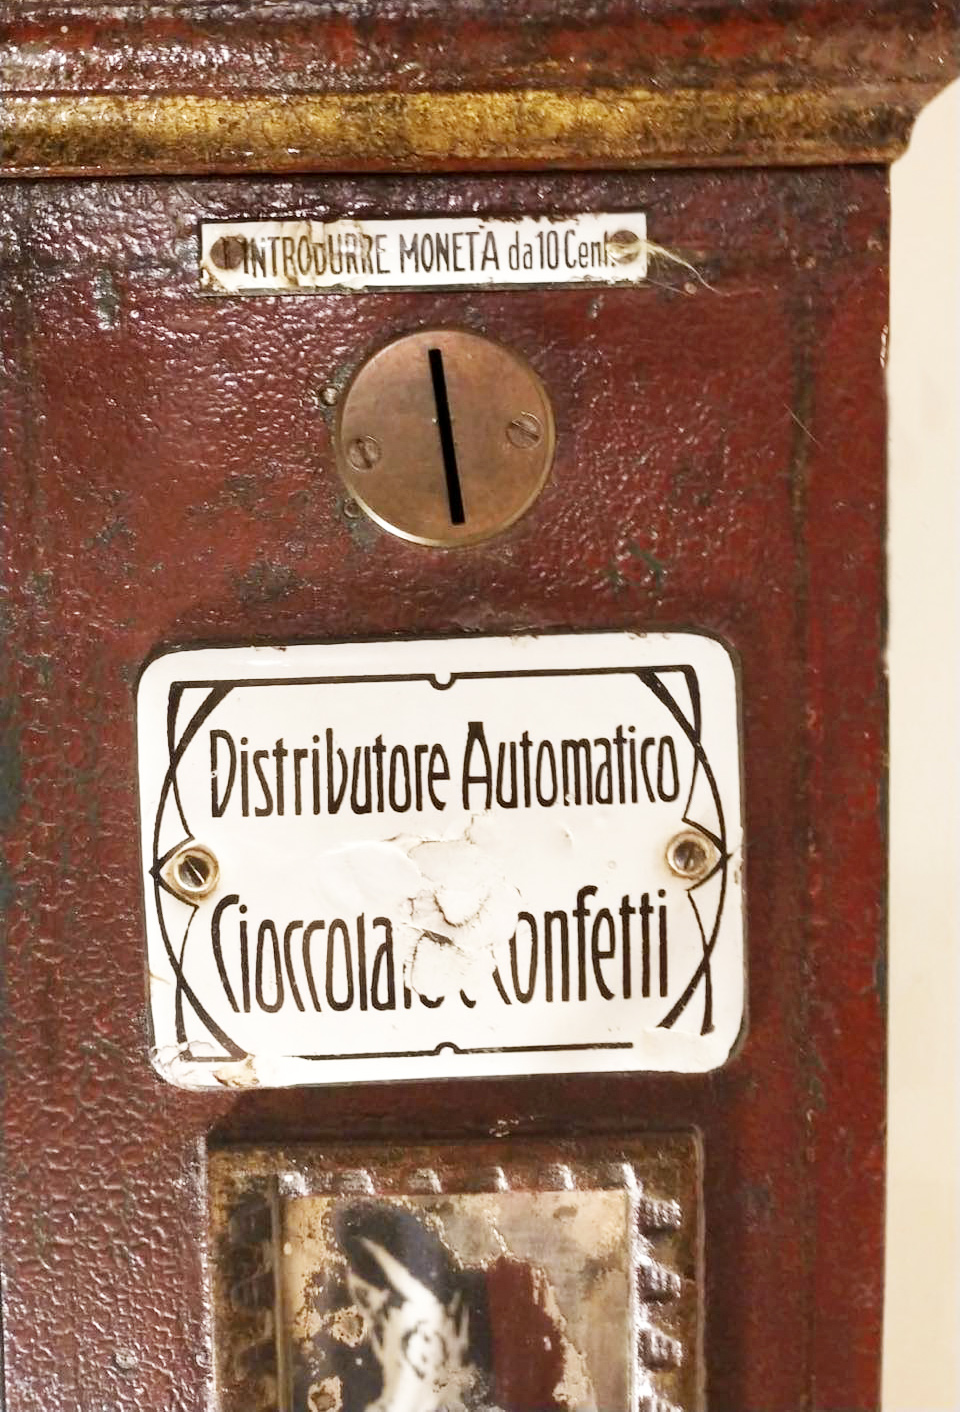 INTRODURRE MONETA da 10 Cent.
Distributore Automatico
Confetti